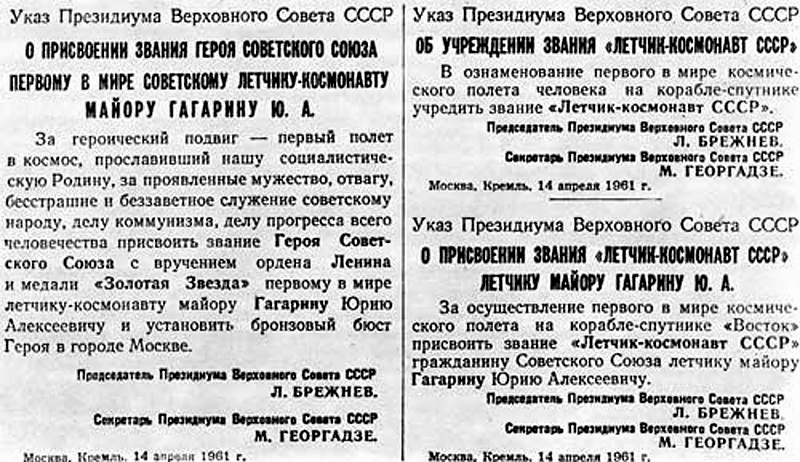 Указ Президиума Верховного Совета СССР
О ПРИСВОЕНИИ ЗВАНИЯ ГЕРОЯ СОВЕТСКОГО СОЮЗА
ПЕРВОМУ В МИРЕ СОВЕТСКОМУ ЛЕТЧИКУ-КОСМОНАВТУ
МАЙОРУ ГАГАРИНУ Ю. А.
За героический подвиг — первый полет
в космос, прославивший нашу социалистиче-
скую Родину, за проявленные мужество, отвагу,
бесстрашие и беззаветное служение советскому
народу, делу коммунизма, делу прогресса всего
человечества присвоить звание Героя Совет-
ского Союза с вручением ордена Ленина
и медали «Золотая Звезда» первому в мире
летчику-космонавту майору Гагарину Юрию
Алексеевичу и установить бронзовый бюст
Героя в городе Москве.
Председатель Президиума Верховного Совета СССР
Л. БРЕЖНЕВ.
Секретарь Президиума Верховного Совета СССР
М. ГЕОРГАДЗЕ.
Москва, Кремль. 14 апреля 1961 г.
Указ Президиума Верховного Совета СССР
ОБ УЧРЕЖДЕНИИ ЗВАНИЯ «ЛЕТЧИК-КОСМОНАВТ СССР»
В ознаменование первого в мире космиче-
ского полета человека на корабле-спутнике
учредить звание «Летчик-космонавт СССР».
Председатель Президиума Верховного Совета СССР
Л. БРЕЖНЕВ.
Секретарь Президиума Верховного Совета СССР
М. ГЕОРГАДЗЕ.
Москва, Кремль, 14 апреля 1961 г.
Указ Президиума Верховного Совета СССР
О ПРИСВОЕНИИ ЗВАНИЯ «ЛЕТЧИК-КОСМОНАВТ СССР»
ЛЕТЧИКУ МАЙОРУ ГАГАРИНУ Ю. А.
За осуществление первого в мире космиче-
ского полета на корабле-спутнике «Восток»
присвоить звание «Летчик-космонавт СССР»
гражданину Советского Союза летчику майору
Гагарину Юрию Алексеевичу.
Председатель Президиума Верховного Совета СССР
Л. БРЕЖНЕВ.
Секретарь Президиума Верховного Совета СССР
М. ГЕОРГАДЗЕ.
Москва, Кремль, 14 апреля 1961 г.